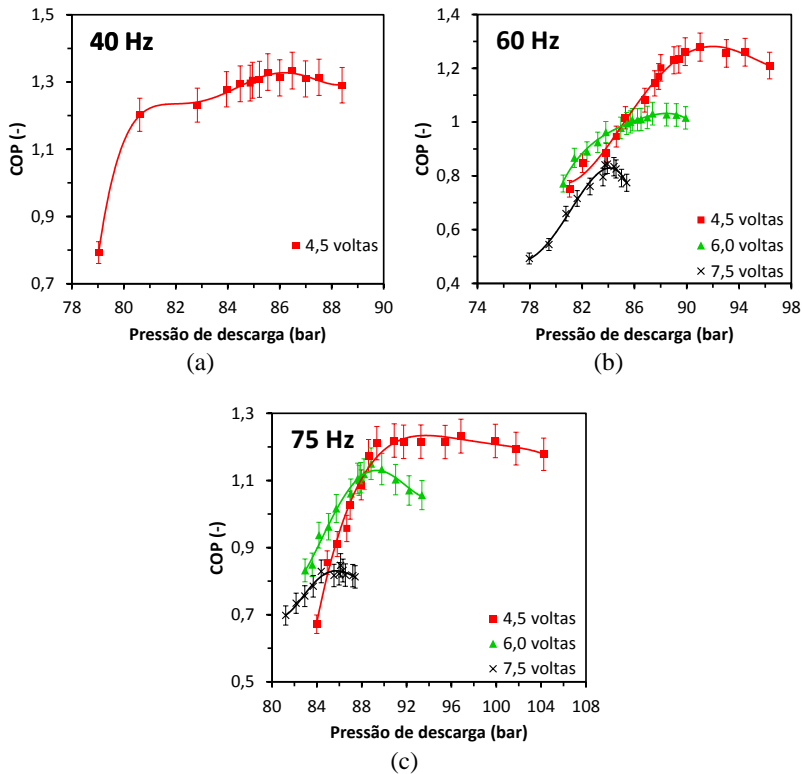 40 Hz
1,5
1,3
1,1
0,9
0,7
COP (-)
4,5 voltas
78 80 82 84 86 88 90
Pressão de descarga (bar)
(a)
60 Hz
1,4
1,2
1
0,8
0,6
0,4
COP (-)
4,5 voltas
6,0 voltas
7,5 voltas
74 78 82 86 90 94 98
Pressão de descarga (bar)
(b)
75 Hz
1,3
1,1
0,9
0,7
0,5
COP (-)
4,5 voltas
6,0 voltas
7,5 voltas
80 84 88 92 96 100 104 108
Pressão de descarga (bar)
(c)